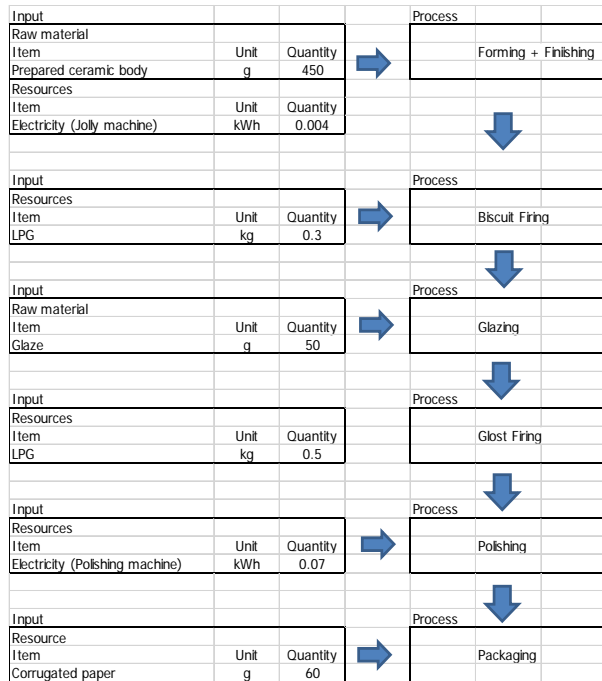 Input Process
Raw material
Item Unit Quantity Forming + Finiishing
Prepared ceramic body g 450
Resources
Item Unit Quantity
Electricity (Jolly machine) kWh 0.004
Input Process
Resources
Item Unit Quantity Biscuit Firing
LPG kg 0.3
Input Process
Raw material
Item Unit Quantity Glazing
Glaze g 50
Input Process
Resources
Item Unit Quantity Glost Firing
LPG kg 0.5
Input Process
Resources
Item Unit Quantity Polishing
Electricity (Polishing machine) kWh 0.07
Input Process
Resource
Item Unit Quantity Packaging
Corrugated paper g 60